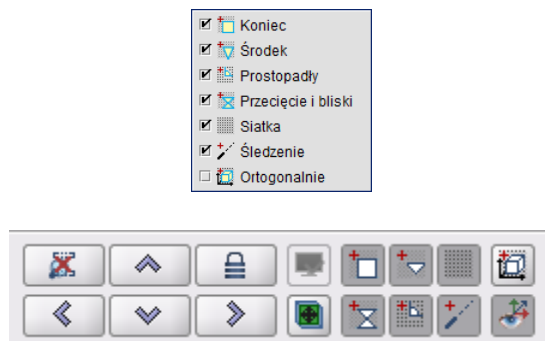 Koniec
Środek
Prostopadły
Przecięcie i bliski
Siatka
Śledzenie
Ortogonalnie